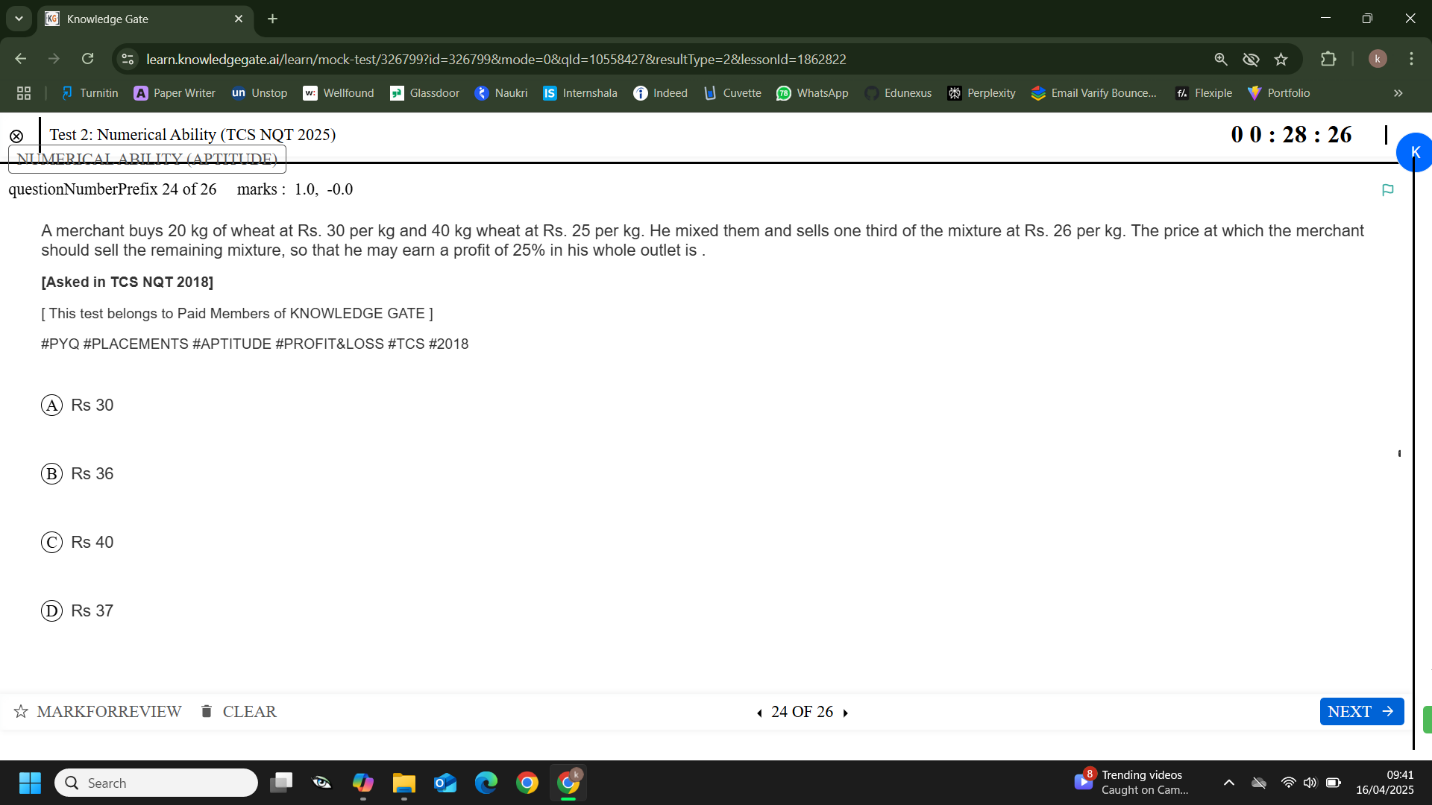 Knowledge Gate
learn.knowledgegate.ai/learn/mock-test/326799?id=326799&mode=0&qId=10558427&resultType=2&lessonId=1862822
k
Turnitin A Paper Writer un Unstop w: Wellfound Glassdoor Naukri IS Internshala Indeed Cuvette 78 WhatsApp Edunexus Perplexity Email Varify Bounce... f/. Flexiple Portfolio »
Test 2: Numerical Ability (TCS NQT 2025) 0 0 : 28 : 26
K
NUMERICAL ABILITY (APTITUDE)
questionNumberPrefix 24 of 26 marks : 1.0, -0.0
A merchant buys 20 kg of wheat at Rs. 30 per kg and 40 kg wheat at Rs. 25 per kg. He mixed them and sells one third of the mixture at Rs. 26 per kg. The price at which the merchant
should sell the remaining mixture, so that he may earn a profit of 25% in his whole outlet is .
[Asked in TCS NQT 2018]
[ This test belongs to Paid Members of KNOWLEDGE GATE ]
#PYQ #PLACEMENTS #APTITUDE #PROFIT&LOSS #TCS #2018
A Rs 30
B Rs 36
C Rs 40
D Rs 37
MARKFORREVIEW CLEAR 24 OF 26 NEXT
Search
8 Trending videos
Caught on Cam...
09:41
16/04/2025